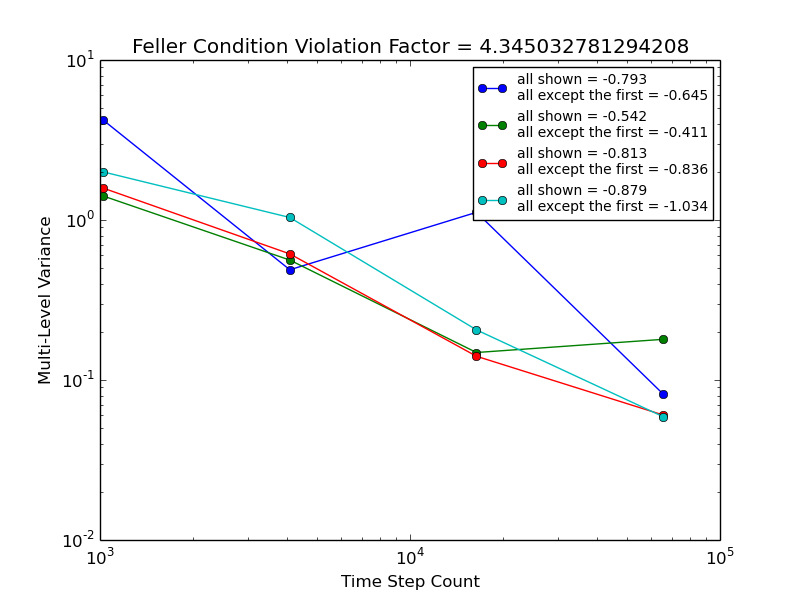 Feller Condition Violation Factor = 4.345032781294208
all shown = -0.793
all except the first = -0.645
all shown = -0.542
all except the first = -0.411
all shown = -0.813
all except the first = -0.836
all shown = -0.879
all except the first = -1.034
Multi-Level Variance
10^1
10^0
10^-1
10^-2
10^3
10^4
10^5
Time Step Count